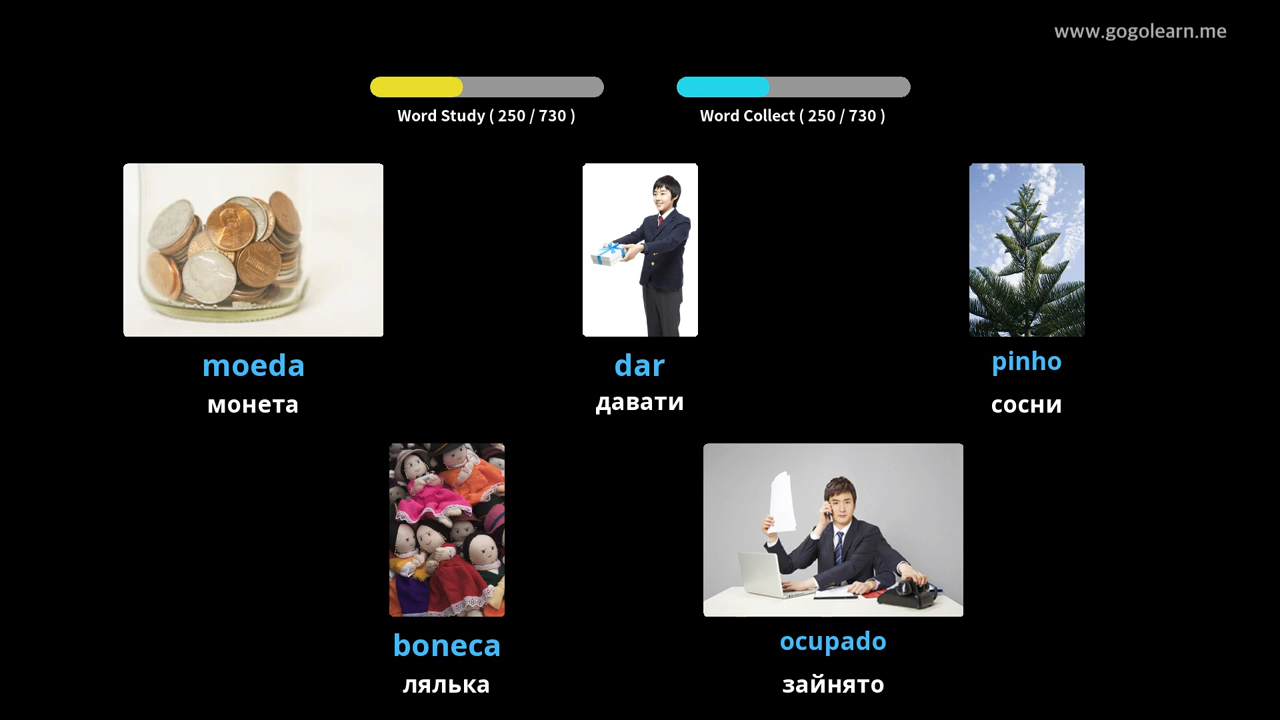 www.gogolearn.me
Word Study ( 250 / 730 )
Word Collect ( 250 / 730 )
moeda
монета
dar
давати
pinho
сосни
boneca
лялька
ocupado
зайнято